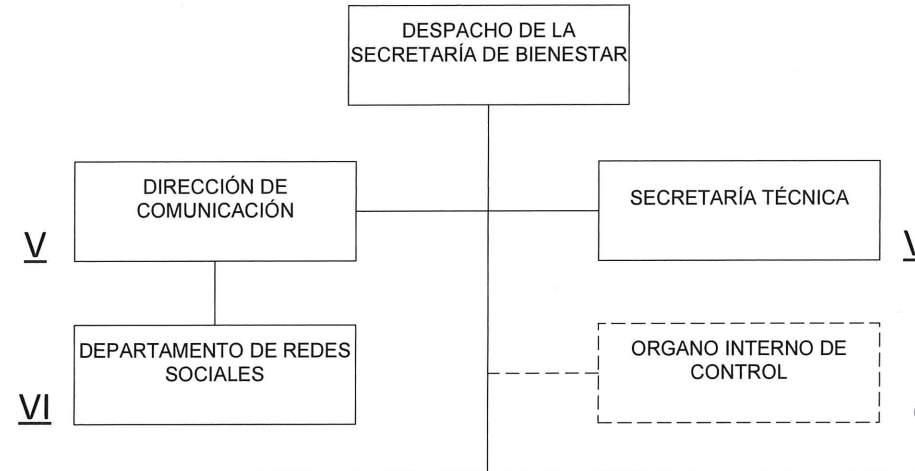 DESPACHO DE LA
SECRETARÍA DE BIENESTAR
DIRECCIÓN DE
COMUNICACIÓN
V
SECRETARÍA TÉCNICA
DEPARTAMENTO DE REDES
SOCIALES
VI
ORGANO INTERNO DE
CONTROL